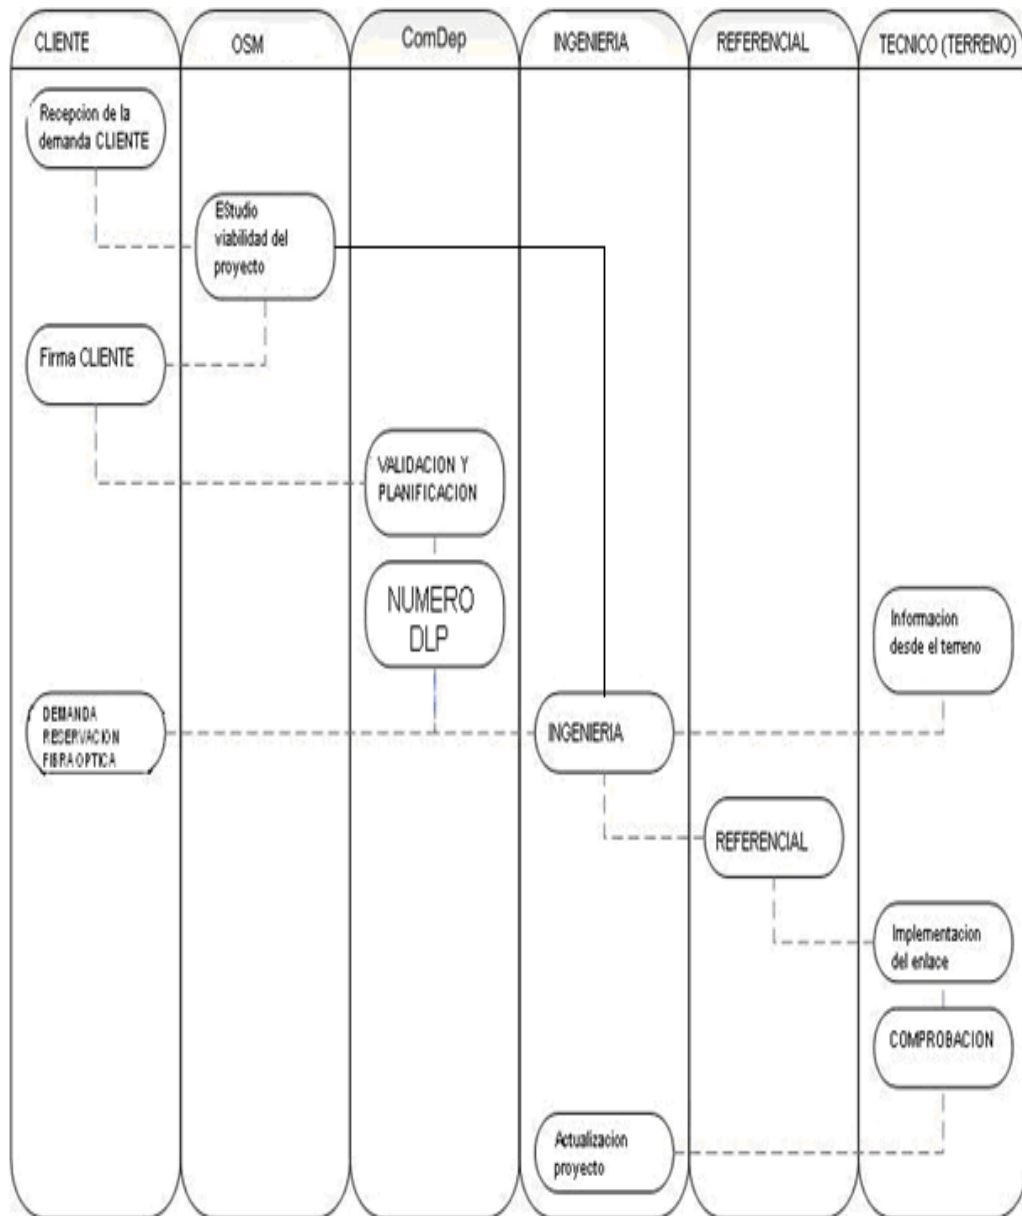 CLIENTE
OSM
ComDep
INGENIERIA
REFERENCIAL
TECNICO (TERRENO)
Recepcion de la
demanda CLIENTE
EStudio
viabilidad del
proyecto
Firma CLIENTE
VALIDACION Y
PLANIFICACION
NUMERO
DLP
Informacion
desde el terreno
DEMANDA
RESERVACION
FIBRA OPTICA
INGENIERIA
REFERENCIAL
Implementacion
del enlace
COMPROBACION
Actualizacion
proyecto